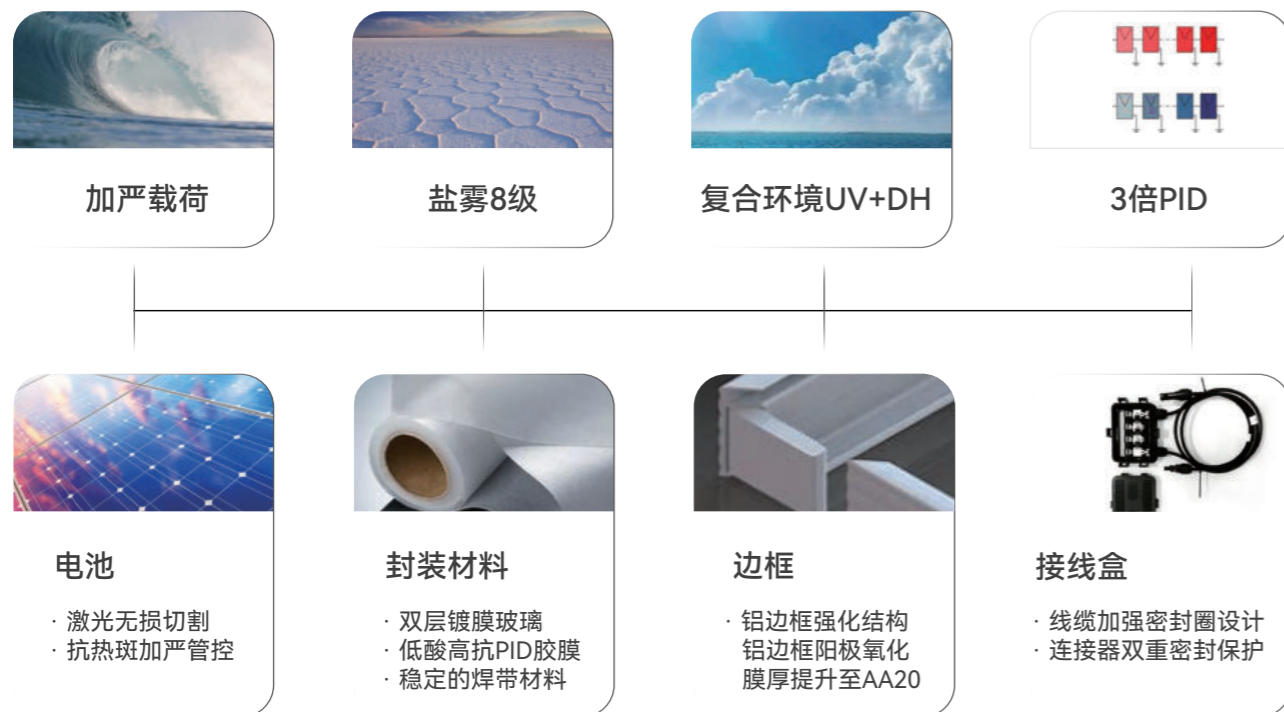 加严载荷
盐雾8级
复合环境UV+DH
3倍PID
电池
· 激光无损切割
· 抗热斑加严管控
封装材料
· 双层镀膜玻璃
· 低酸高抗PID胶膜
· 稳定的焊带材料
边框
· 铝边框强化结构
铝边框阳极氧化
膜厚提升至AA20
接线盒
· 线缆加强密封圈设计
· 连接器双重密封保护